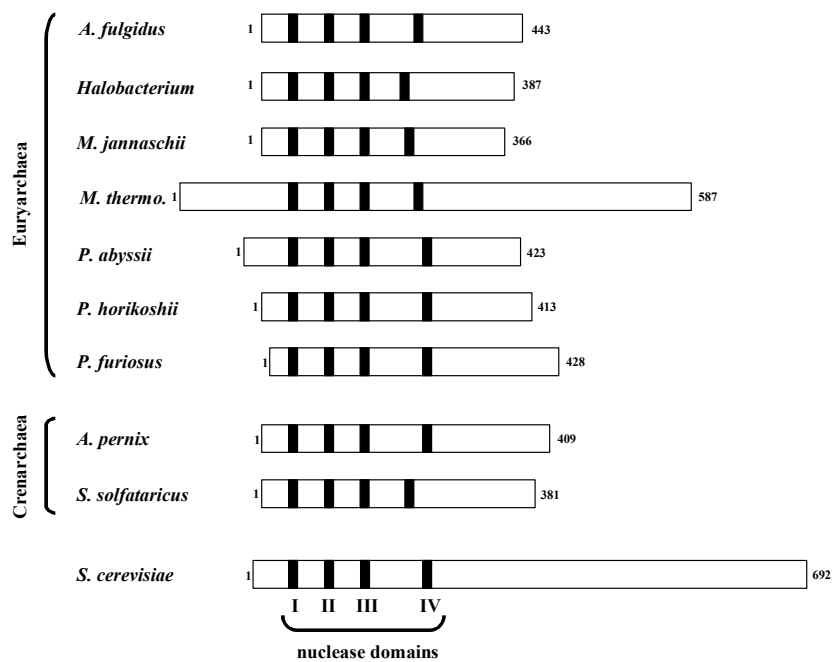 Euryarchaea
A. fulgidus 1 443
Halobacterium 1 387
M. jannaschii 1 366
M. thermo. 1 587
P. abyssii 1 423
P. horikoshii 1 413
P. furiosus 1 428
Crenarchaea
A. pernix 1 409
S. solfataricus 1 381
S. cerevisiae 1 692
I II III IV
nuclease domains